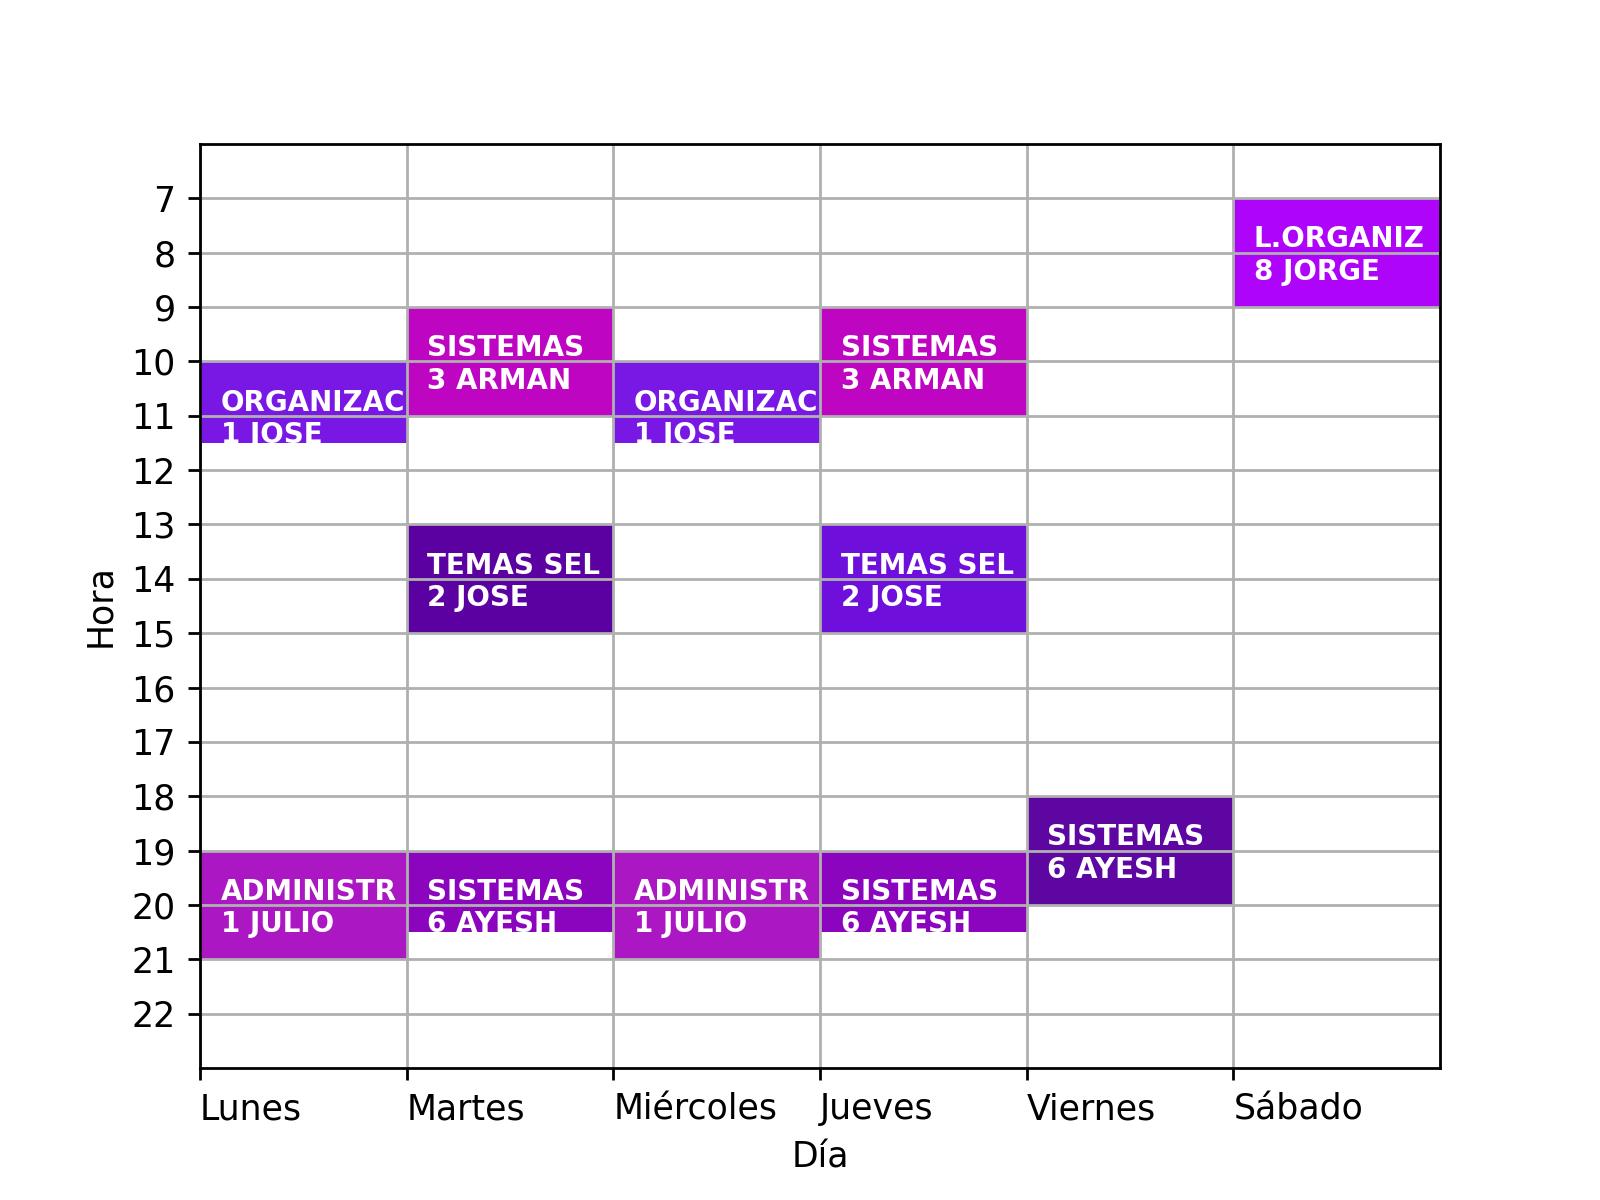 7
8
9
10
11
12
13
14
15
16
17
18
19
20
21
22
Hora
L.ORGANIZ
8 JORGE
SISTEMAS
3 ARMAN
SISTEMAS
3 ARMAN
ORGANIZAC
1 JOSE
ORGANIZAC
1 JOSE
TEMAS SEL
2 JOSE
TEMAS SEL
2 JOSE
SISTEMAS
6 AYESH
ADMINISTR
1 JULIO
SISTEMAS
6 AYESH
ADMINISTR
1 JULIO
SISTEMAS
6 AYESH
Lunes Martes Miércoles Jueves Viernes Sábado
Día